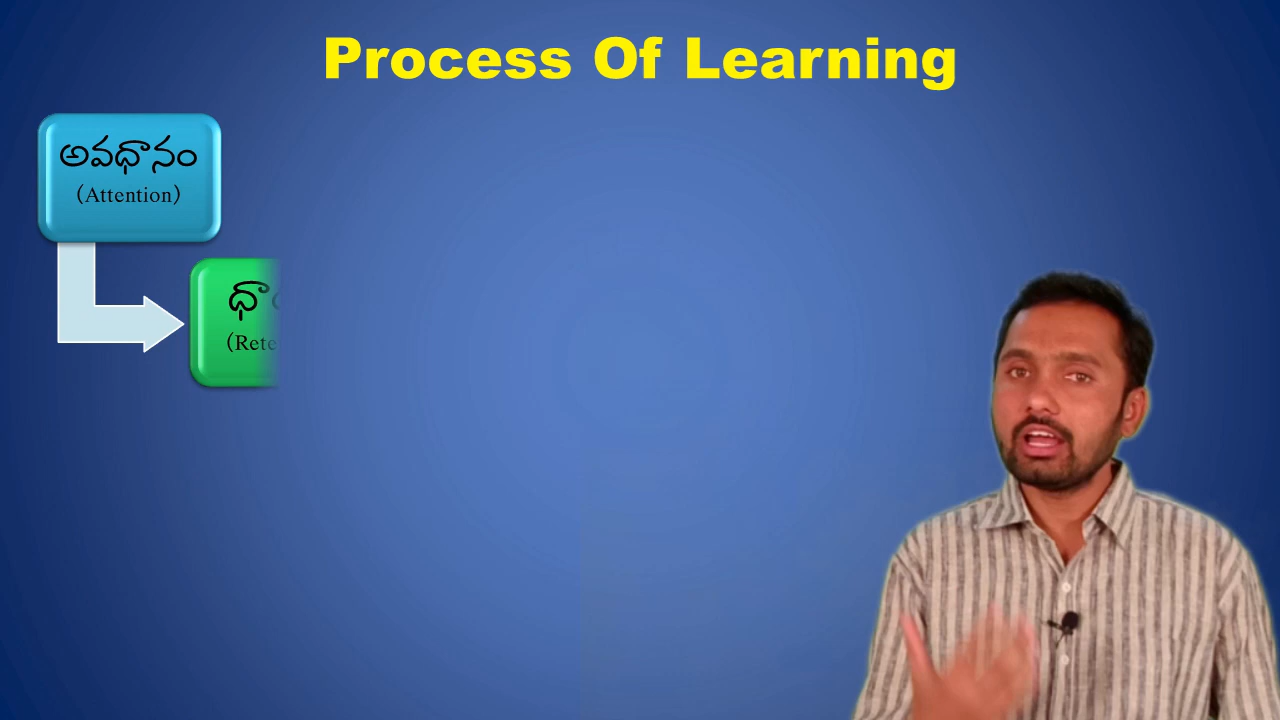 Process Of Learning
అవధానం
(Attention)